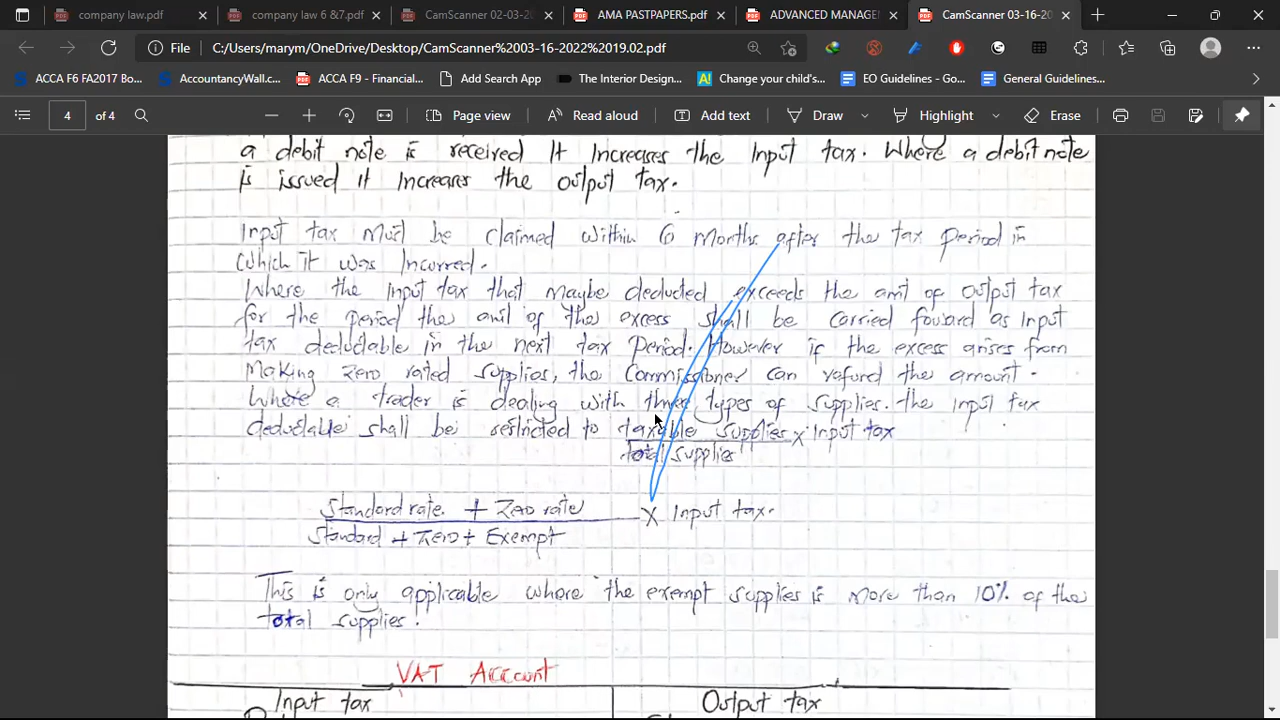 company law.pdf
company law 6 &7.pdf
CamScanner 03-03-20
AMA PASTPAPERS.pdf
ADVANCED MANAGEM
CamScanner 03-16-20
File
C:/Users/marym/OneDrive/Desktop/CamScanner%2003-16-2022%2019.02.pdf
ACCA F6 FA2017 Bo...
AccountancyWall.c...
ACCA F9 - Financial...
Add Search App
The Interior Design...
Change your child's...
EO Guidelines - Go...
General Guidelines...
4
of 4
Page view
Read aloud
Add text
Draw
Highlight
Erase
a debit note is received it increases the input tax. Where a debit note
is issued it increases the output tax.
Input tax must be claimed within 6 months after the tax period in
which it was incurred.
Where the input tax that maybe deducted exceeds the amt of output tax
for the period the amt of the excess shall be carried foward as input
tax deductable in the next tax period. However if the excess arises from
making zero rated supplies, the Commissioner can refund the amount.
Where a trader is dealing with three types of supplies. the input tax
deductable shall be restricted to taxable supplies x input tax
total supplies
Standard rate + Zero rate
X Input tax.
Standard + Zero + Exempt
This is only applicable where the exempt supplies is more than 10% of the
total supplies.
VAT Account
Input tax
Output tax